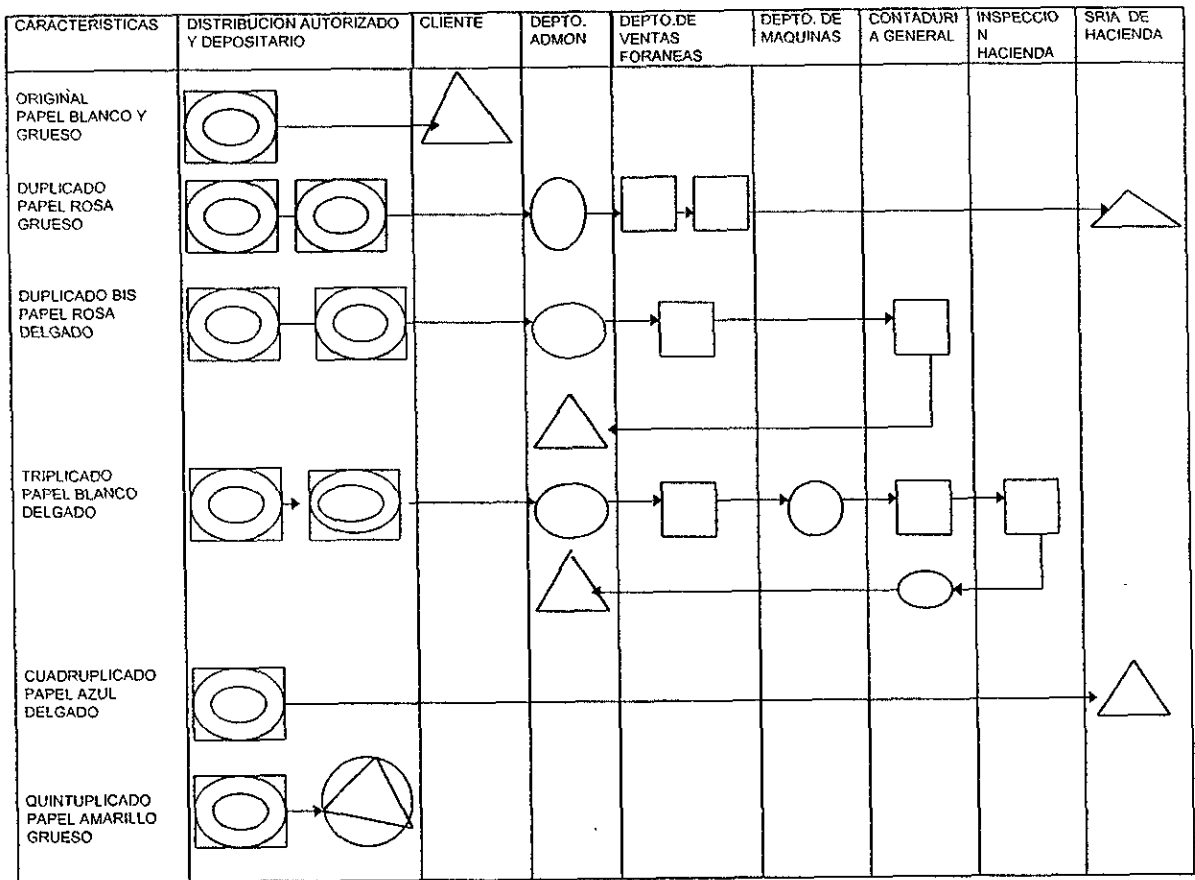 CARACTERISTICAS
DISTRIBUCION AUTORIZADO
Y DEPOSITARIO
CLIENTE
DEPTO.
ADMON
DEPTO.DE
VENTAS
FORANEAS
DEPTO. DE
MAQUINAS
CONTADURI
A GENERAL
INSPECCIO
N
HACIENDA
SRIA DE
HACIENDA
ORIGINAL
PAPEL BLANCO Y
GRUESO
DUPLICADO
PAPEL ROSA
GRUESO
DUPLICADO BIS
PAPEL ROSA
DELGADO
TRIPLICADO
PAPEL BLANCO
DELGADO
CUADRUPLICADO
PAPEL AZUL
DELGADO
QUINTUPLICADO
PAPEL AMARILLO
GRUESO